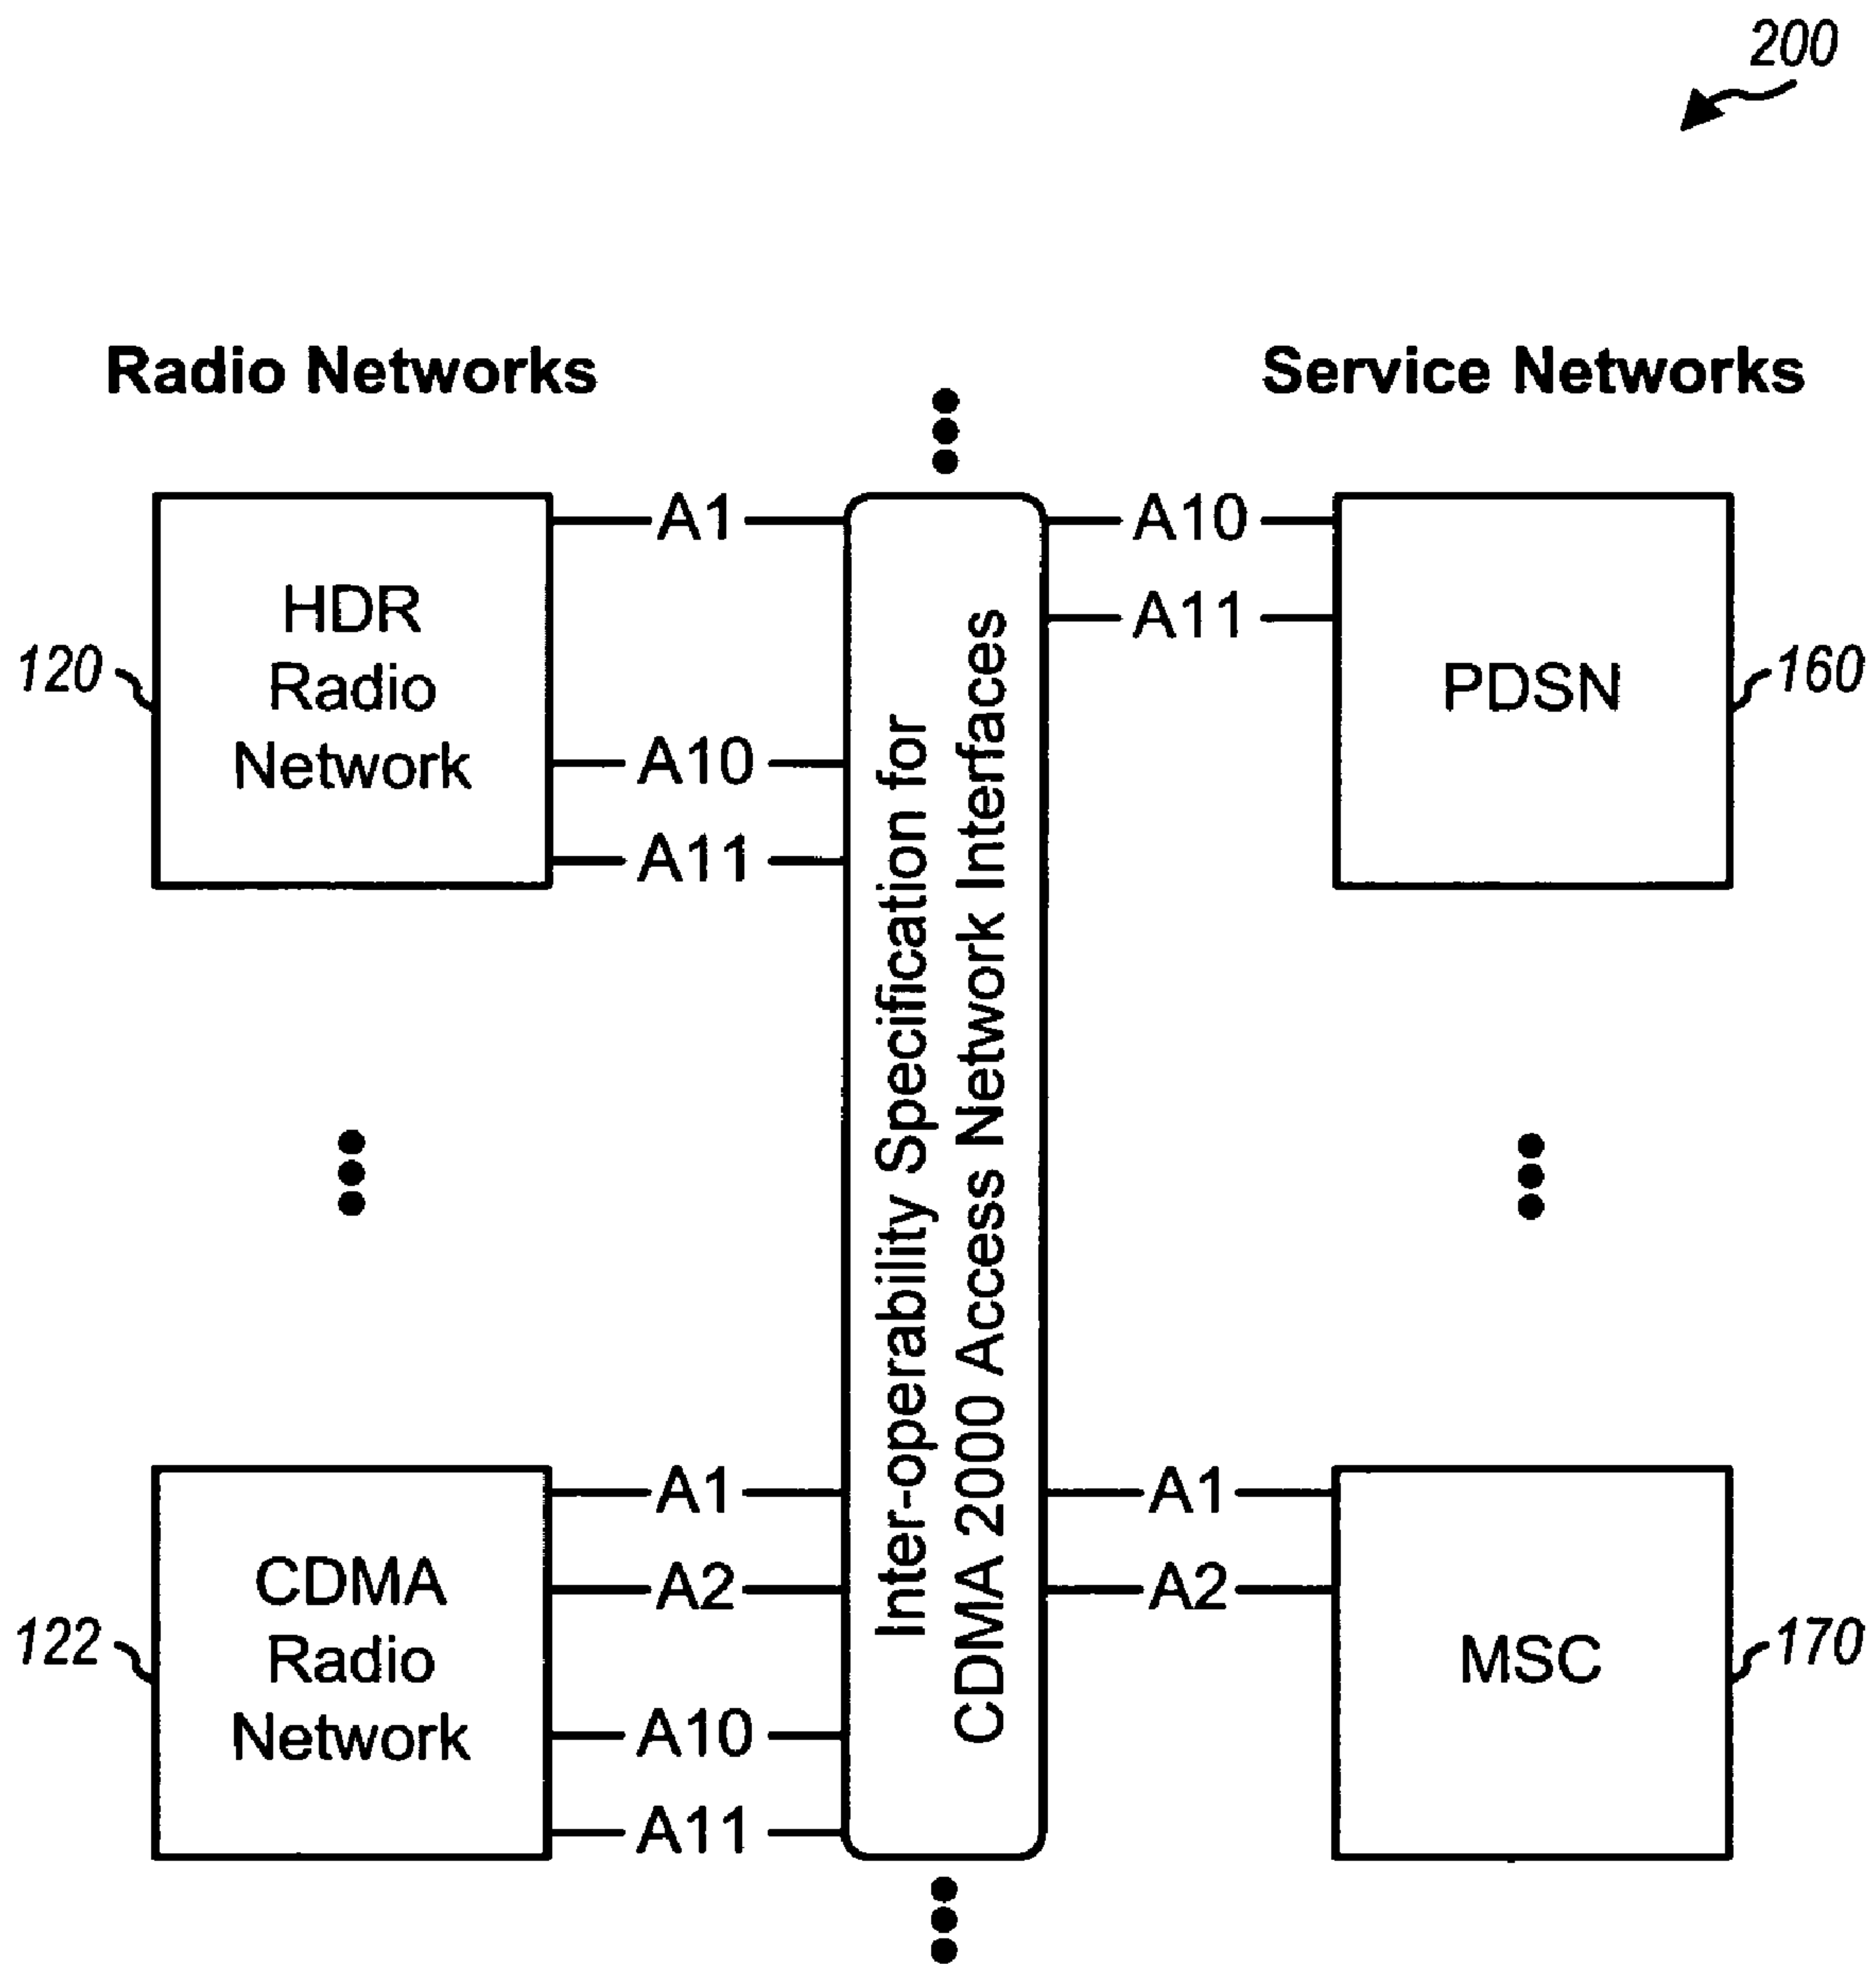 200
Radio Networks
Service Networks
A1
A10
A11
HDR
Radio
Network
120
A10
A11
PDSN
160
Inter-operability Specification for
CDMA 2000 Access Network Interfaces
A1
A2
A10
A11
CDMA
Radio
Network
122
A1
A2
MSC
170